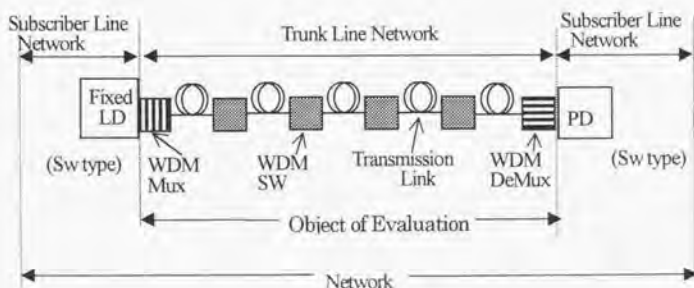 Subscriber Line
Network
Trunk Line Network
Subscriber Line
Network
Fixed
LD
PD
(Sw type)
WDM
Mux
WDM
SW
Transmission
Link
WDM
DeMux
(Sw type)
Object of Evaluation
Network